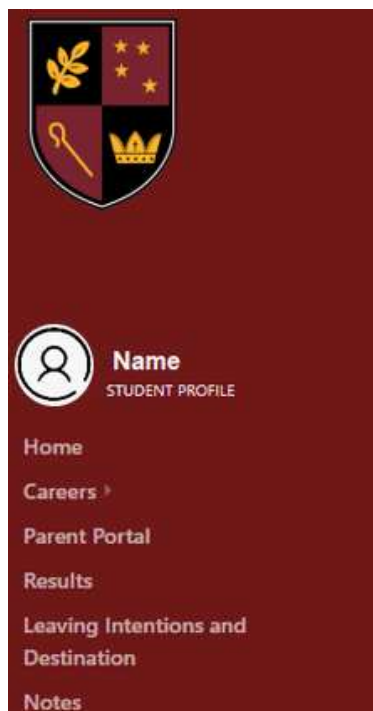 Name
STUDENT PROFILE
Home
Careers
Parent Portal
Results
Leaving Intentions and
Destination
Notes